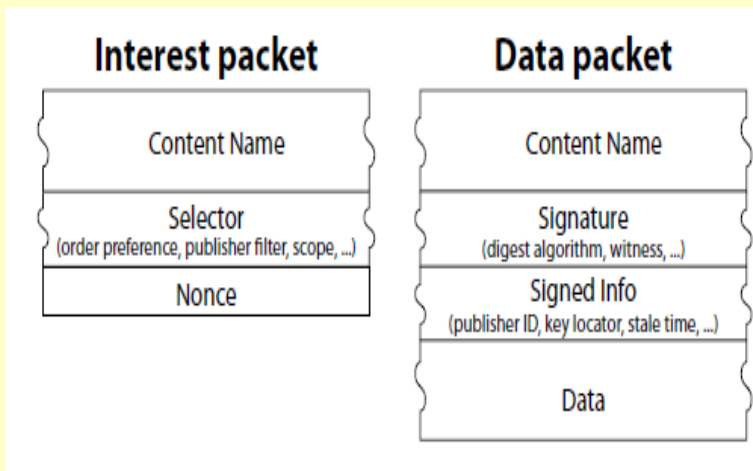 Interest packet
Content Name
Selector
(order preference, publisher filter, scope, ...)
Nonce
Data packet
Content Name
Signature
(digest algorithm, witness, ...)
Signed Info
(publisher ID, key locator, stale time, ...)
Data